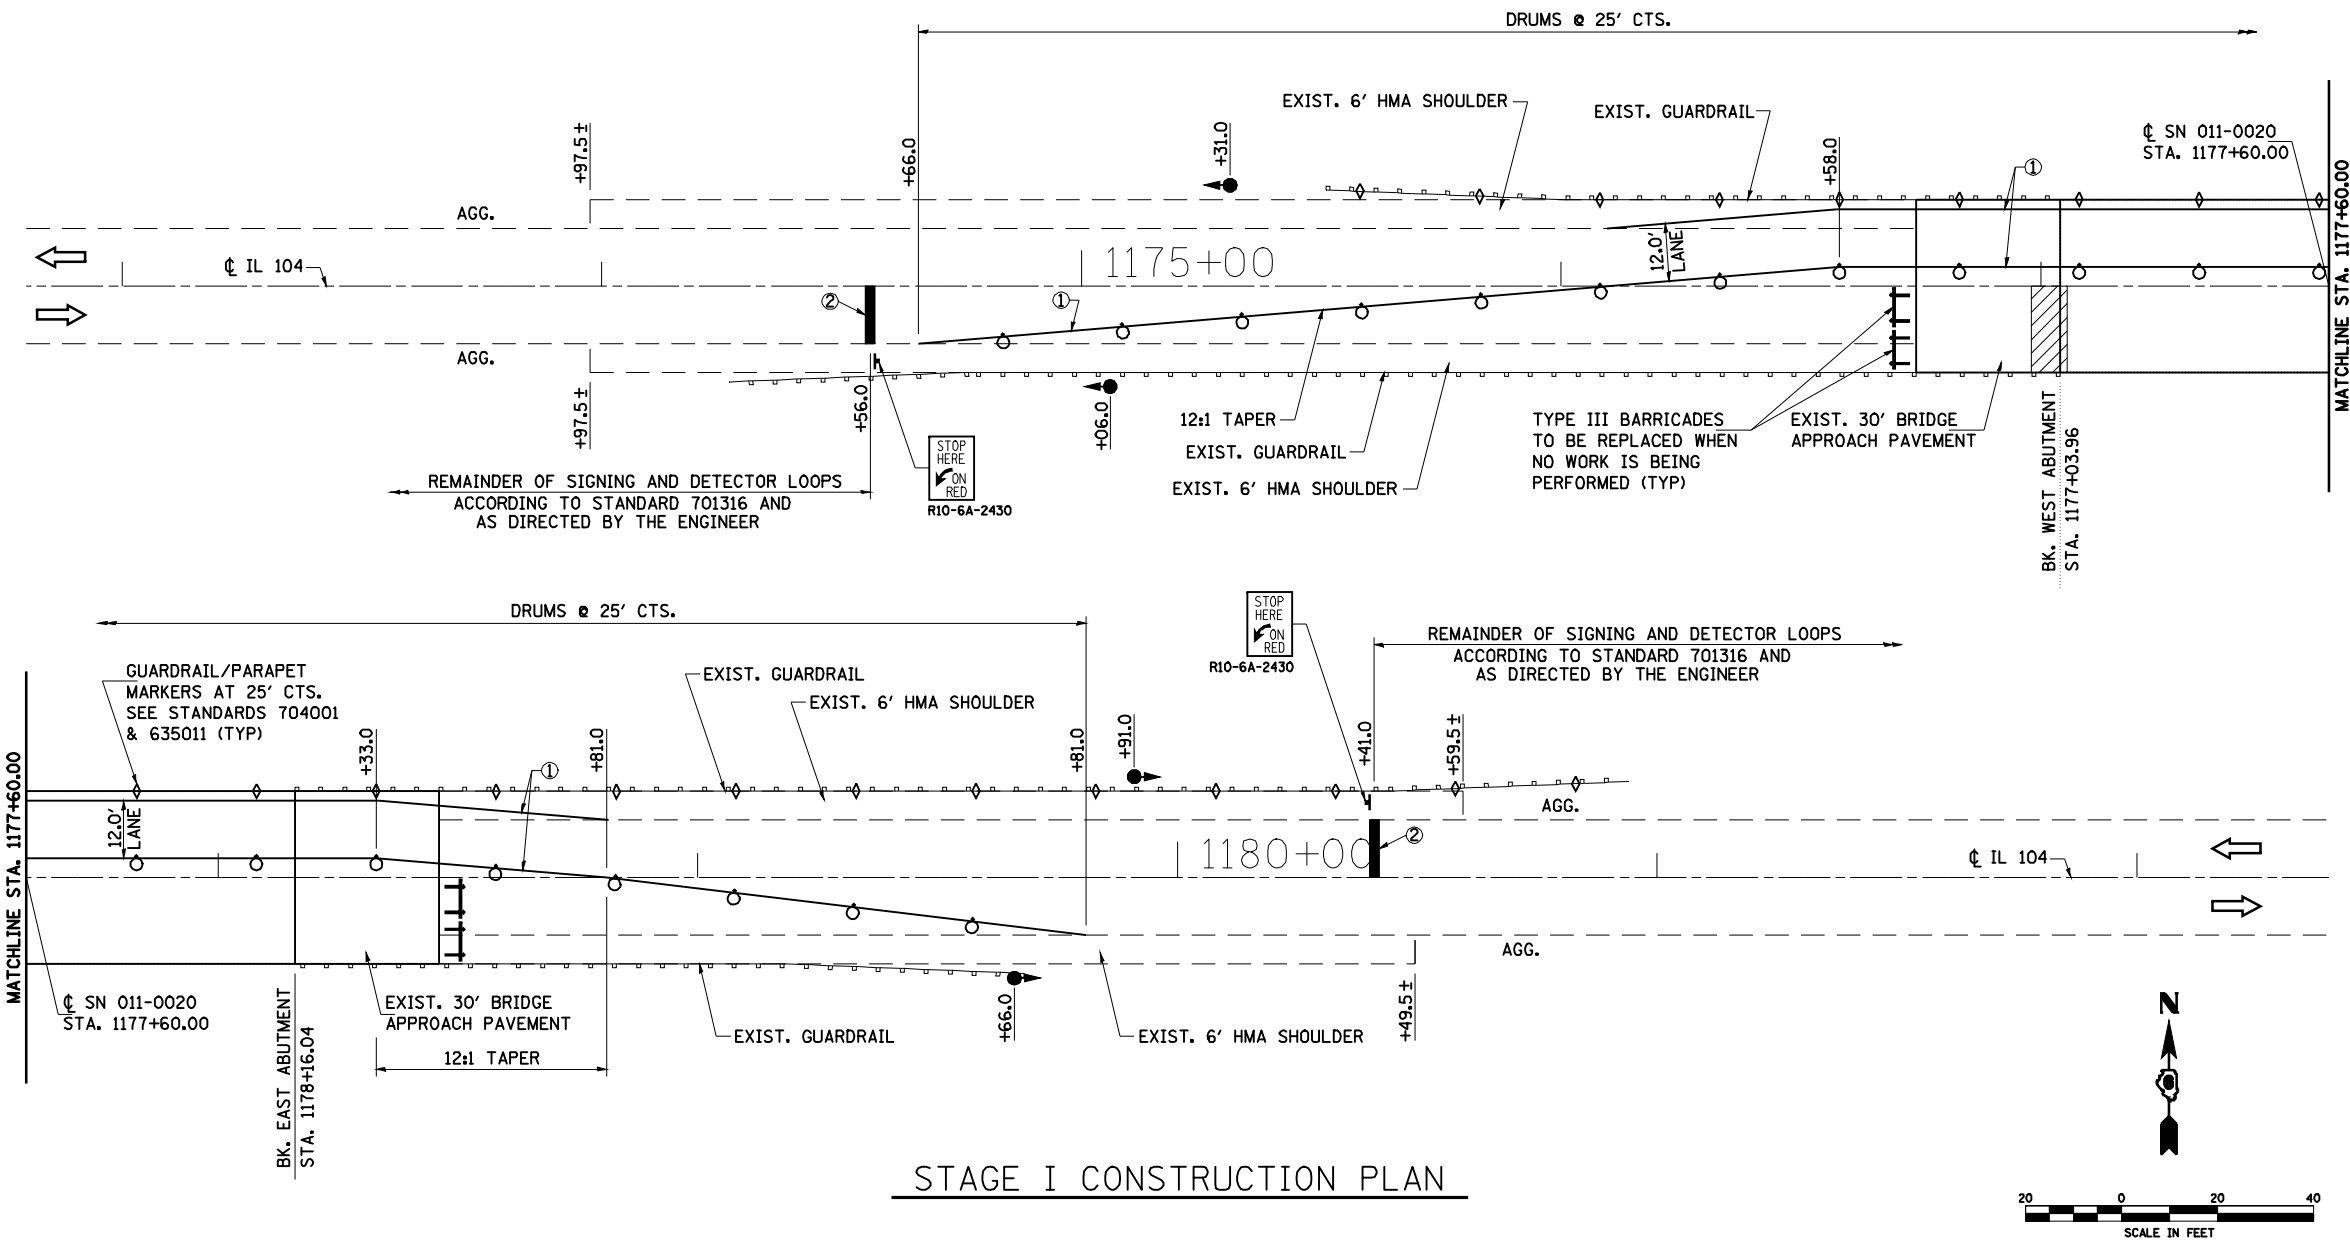 DRUMS @ 25' CTS.
EXIST. 6' HMA SHOULDER
EXIST. GUARDRAIL
℄ SN 011-0020
STA. 1177+60.00
+97.5±
+66.0
+31.0
+58.0
①
MATCHLINE STA. 1177+60.00
AGG.
℄ IL 104
1175+00
12.0'
LANE
②
①
AGG.
+97.5±
+56.0
+06.0
STOP
HERE
ON
RED
R10-6A-2430
12:1 TAPER
EXIST. GUARDRAIL
EXIST. 6' HMA SHOULDER
TYPE III BARRICADES
TO BE REPLACED WHEN
NO WORK IS BEING
PERFORMED (TYP)
EXIST. 30' BRIDGE
APPROACH PAVEMENT
BK. WEST ABUTMENT
STA. 1177+03.96
REMAINDER OF SIGNING AND DETECTOR LOOPS
ACCORDING TO STANDARD 701316 AND
AS DIRECTED BY THE ENGINEER
DRUMS @ 25' CTS.
STOP
HERE
ON
RED
R10-6A-2430
REMAINDER OF SIGNING AND DETECTOR LOOPS
ACCORDING TO STANDARD 701316 AND
AS DIRECTED BY THE ENGINEER
GUARDRAIL/PARAPET
MARKERS AT 25' CTS.
SEE STANDARDS 704001
& 635011 (TYP)
EXIST. GUARDRAIL
EXIST. 6' HMA SHOULDER
+33.0
+81.0
+81.0
+91.0
+41.0
+59.5±
①
MATCHLINE STA. 1177+60.00
12.0'
LANE
AGG.
1180+00
②
℄ IL 104
AGG.
℄ SN 011-0020
STA. 1177+60.00
BK. EAST ABUTMENT
STA. 1178+16.04
EXIST. 30' BRIDGE
APPROACH PAVEMENT
12:1 TAPER
EXIST. GUARDRAIL
+66.0
EXIST. 6' HMA SHOULDER
+49.5±
N
STAGE I CONSTRUCTION PLAN
20 0 20 40
SCALE IN FEET